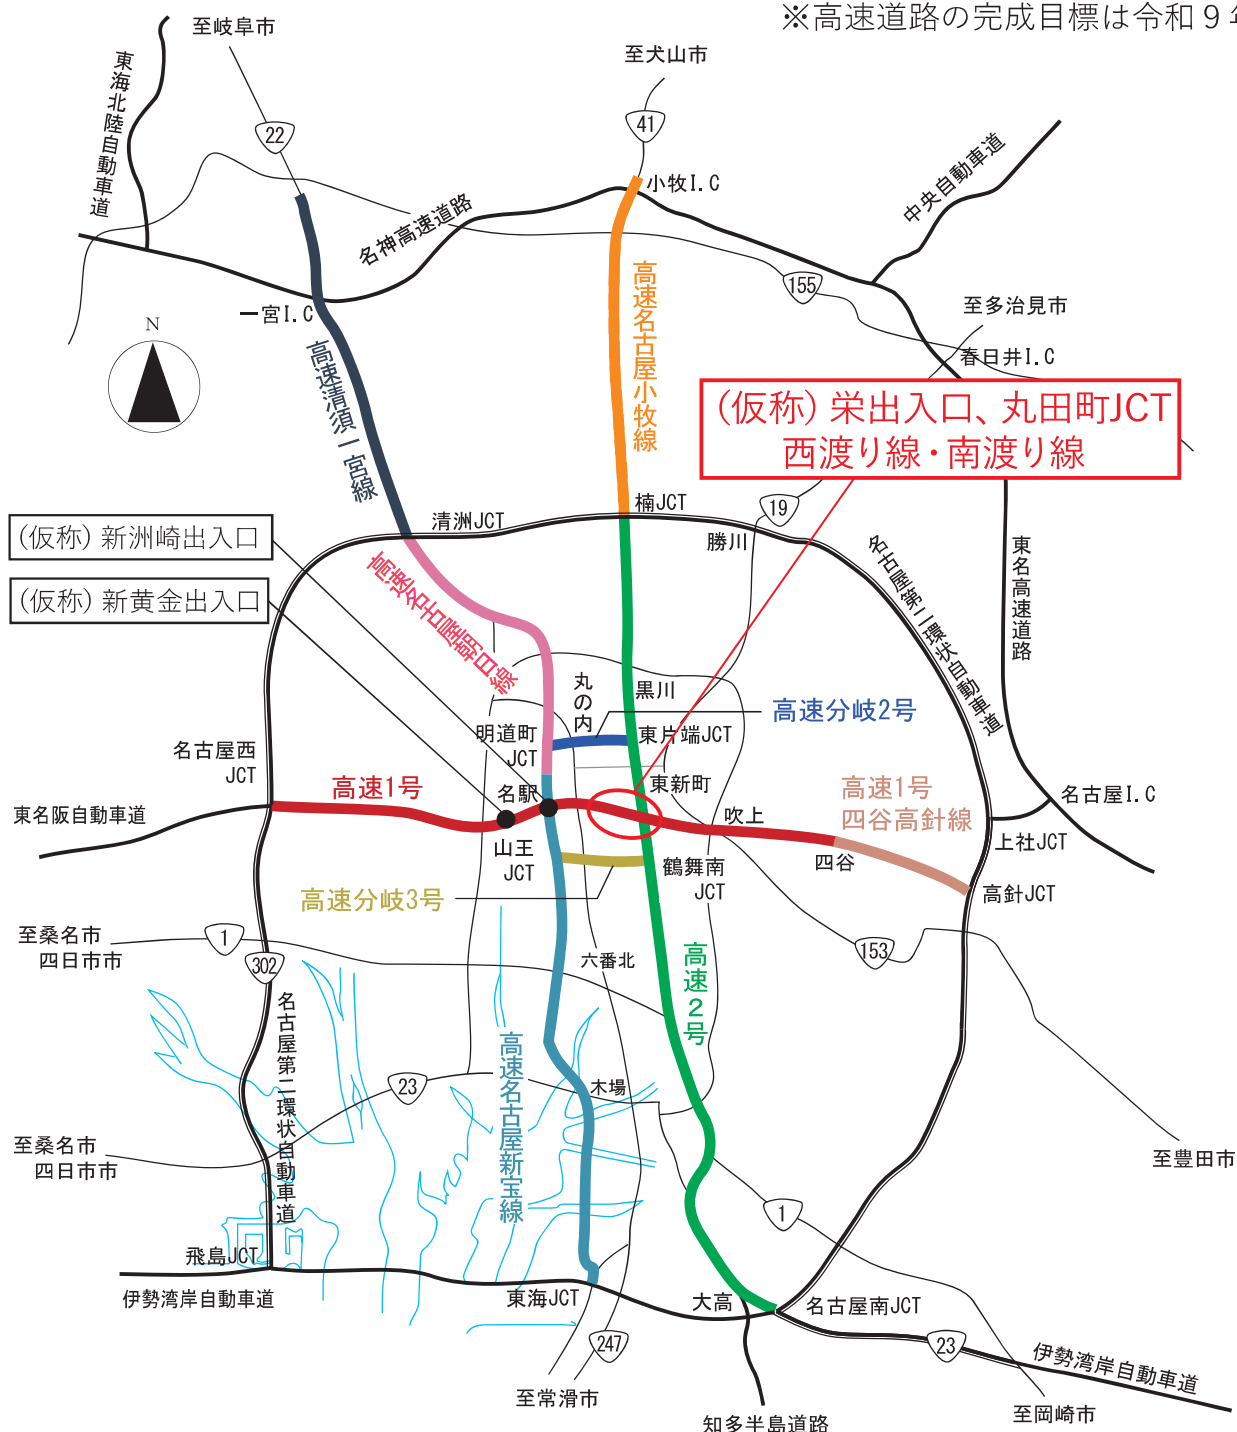 ※高速道路の完成目標は令和９年
至岐阜市
至犬山市
東海北陸自動車道
22
41
小牧I.C
中央自動車道
名神高速道路
155
一宮I.C
至多治見市
春日井I.C
N
高速名古屋小牧線
高速清須一宮線
(仮称)栄出入口、丸田町JCT
西渡り線・南渡り線
19
楠JCT
清洲JCT
勝川
(仮称)新洲崎出入口
(仮称)新黄金出入口
名古屋第二環状自動車道
東名高速道路
高速名古屋朝日線
丸の内
黒川
高速分岐2号
明道町
JCT
東片端JCT
名古屋西
JCT
東新町
高速1号
名駅
高速1号
四谷高針線
名古屋I.C
東名阪自動車道
吹上
上社JCT
山王
JCT
四谷
鶴舞南
JCT
高針JCT
高速分岐3号
至桑名市
四日市市
1
302
六番北
153
高速２号
名古屋第二環状自動車道
高速名古屋新宝線
23
木場
至桑名市
四日市市
至豊田市
1
飛島JCT
伊勢湾岸自動車道
東海JCT
大高
名古屋南JCT
247
23
伊勢湾岸自動車道
至常滑市
至岡崎市
知多半島道路